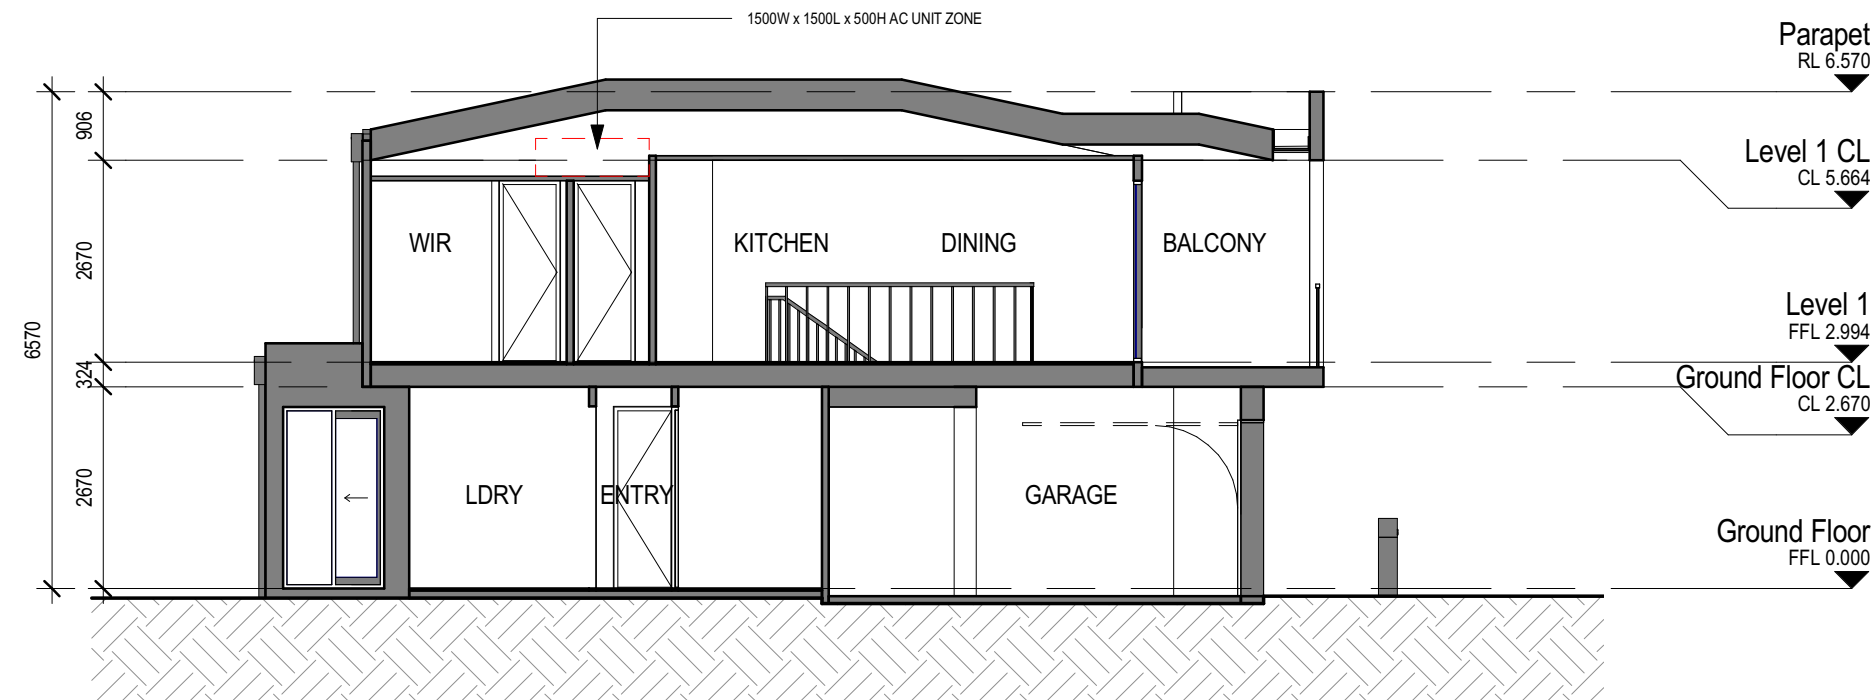 1500W x 1500L x 500H AC UNIT ZONE
Parapet
RL 6.570
906
Level 1 CL
CL 5.664
WIR
KITCHEN
DINING
BALCONY
2670
Level 1
FFL 2.994
6570
324
Ground Floor CL
CL 2.670
LDRY
ENTRY
GARAGE
2670
Ground Floor
FFL 0.000